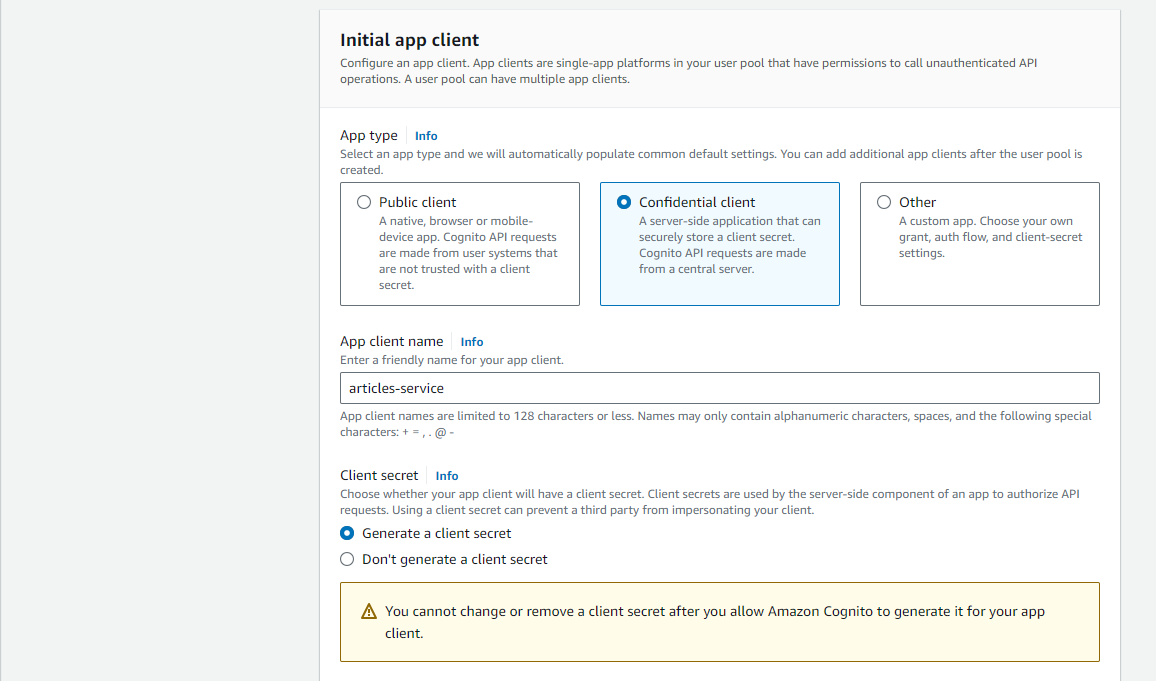 Initial app client
Configure an app client. App clients are single-app platforms in your user pool that have permissions to call unauthenticated API
operations. A user pool can have multiple app clients.
App type Info
Select an app type and we will automatically populate common default settings. You can add additional app clients after the user pool is
created.
Public client
A native, browser or mobile-
device app. Cognito API requests
are made from user systems that
are not trusted with a client
secret.
Confidential client
A server-side application that can
securely store a client secret.
Cognito API requests are made
from a central server.
Other
A custom app. Choose your own
grant, auth flow, and client-secret
settings.
App client name Info
Enter a friendly name for your app client.
articles-service
App client names are limited to 128 characters or less. Names may only contain alphanumeric characters, spaces, and the following special
characters: + = , . @ -
Client secret Info
Choose whether your app client will have a client secret. Client secrets are used by the server-side component of an app to authorize API
requests. Using a client secret can prevent a third party from impersonating your client.
Generate a client secret
Don't generate a client secret
You cannot change or remove a client secret after you allow Amazon Cognito to generate it for your app
client.